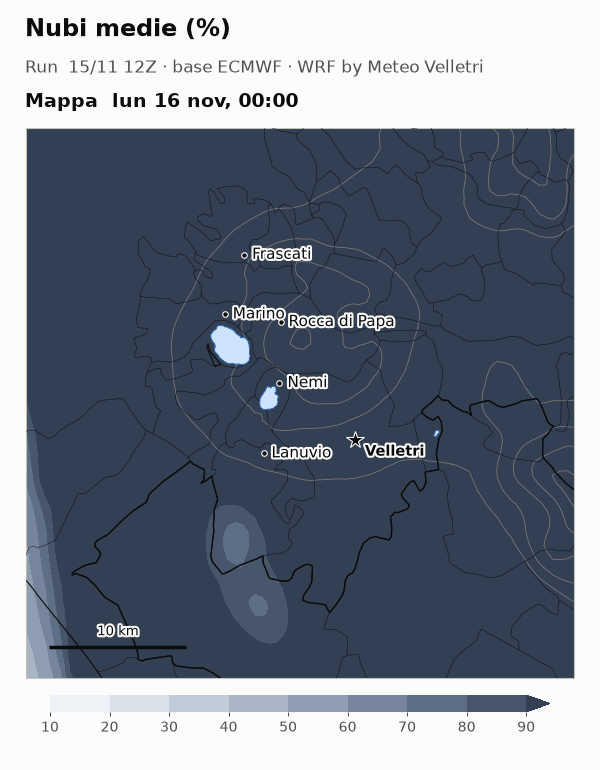 Nubi medie (%)
Run  15/11 12Z · base ECMWF · WRF by Meteo Velletri
Mappa  lun 16 nov, 00:00
Frascati
Marino
Rocca di Papa
Nemi
Velletri
Lanuvio
10 km
10 20 30 40 50 60 70 80 90